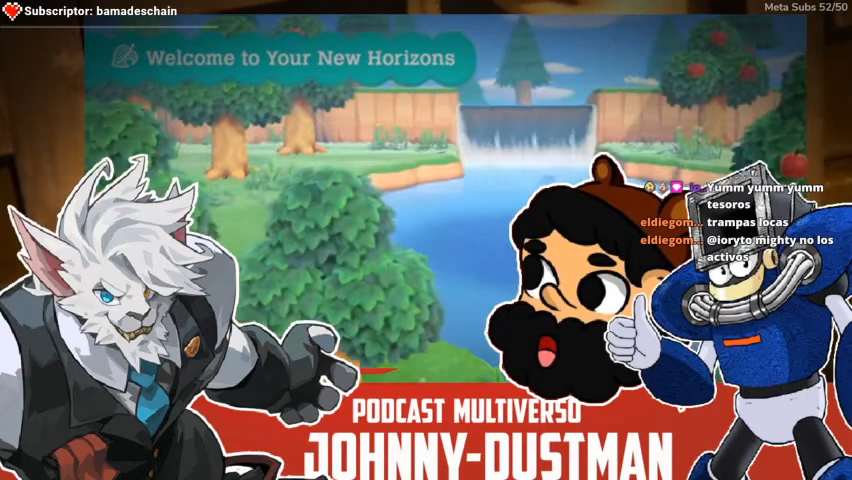 Subscriptor: bamadeschain
Meta Subs 52/50
Welcome to Your New Horizons
Yumm yumm yumm
tesoros
eldiegom... trampas locas
eldiegom... @ioryto mighty no los
activos
PODCAST MULTIVERSO
JOHNNY-DUSTMAN